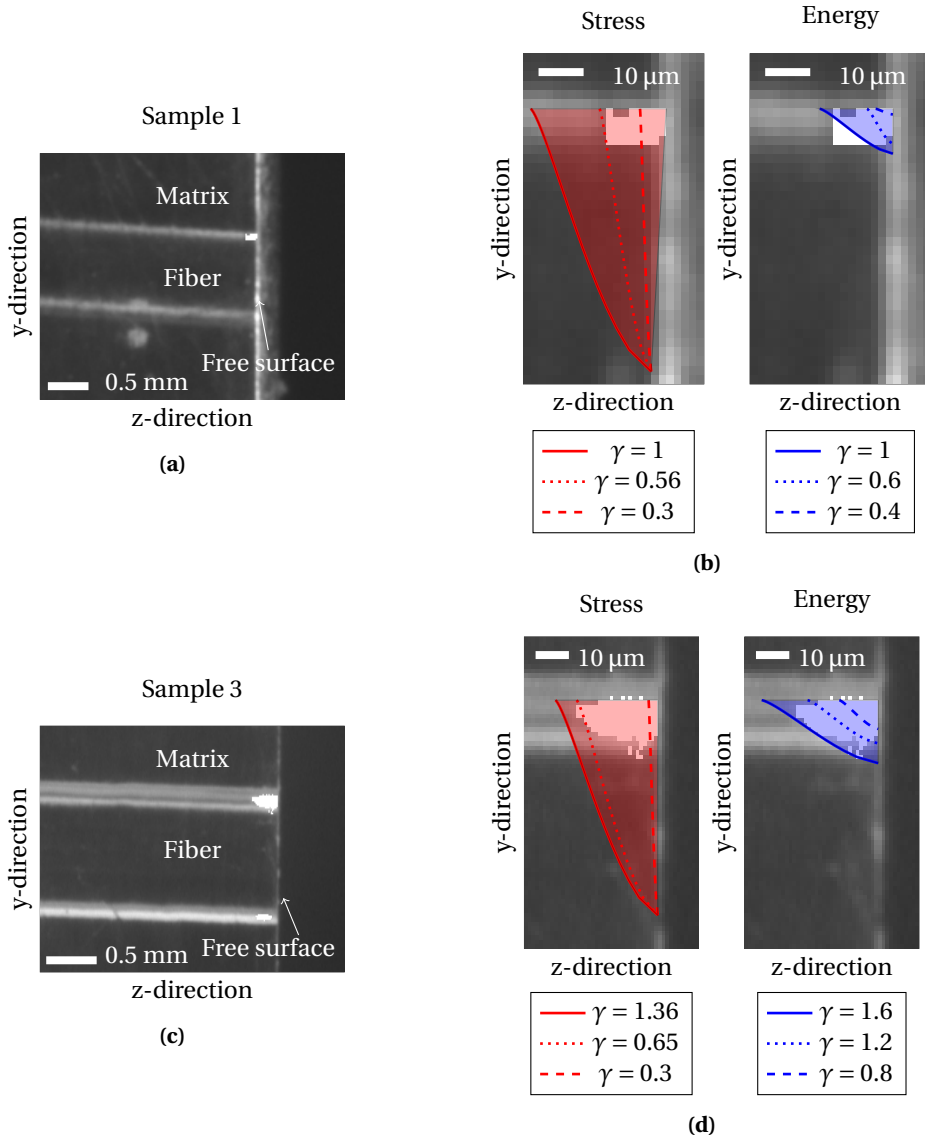 Sample 1
Matrix
Fiber
Free surface
0.5 mm
y-direction
z-direction
(a)
Stress
Energy
10 µm
10 µm
y-direction
y-direction
z-direction
z-direction
γ = 1
γ = 0.56
γ = 0.3
γ = 1
γ = 0.6
γ = 0.4
(b)
Sample 3
Matrix
Fiber
Free surface
0.5 mm
y-direction
z-direction
(c)
Stress
Energy
10 µm
10 µm
y-direction
y-direction
z-direction
z-direction
γ = 1.36
γ = 0.65
γ = 0.3
γ = 1.6
γ = 1.2
γ = 0.8
(d)